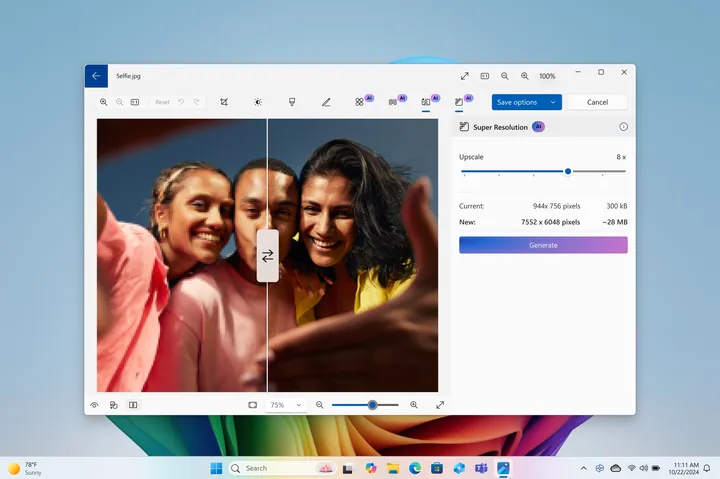 Selfie.jpg
100%
Reset
AI
AI
AI
AI
Save options
Cancel
Super Resolution AI
Upscale 8 x
Current: 944x 756 pixels 300 kB
New: 7552 x 6048 pixels ~28 MB
Generate
75%
78°F
Sunny
Search
11:11 AM
10/22/2024